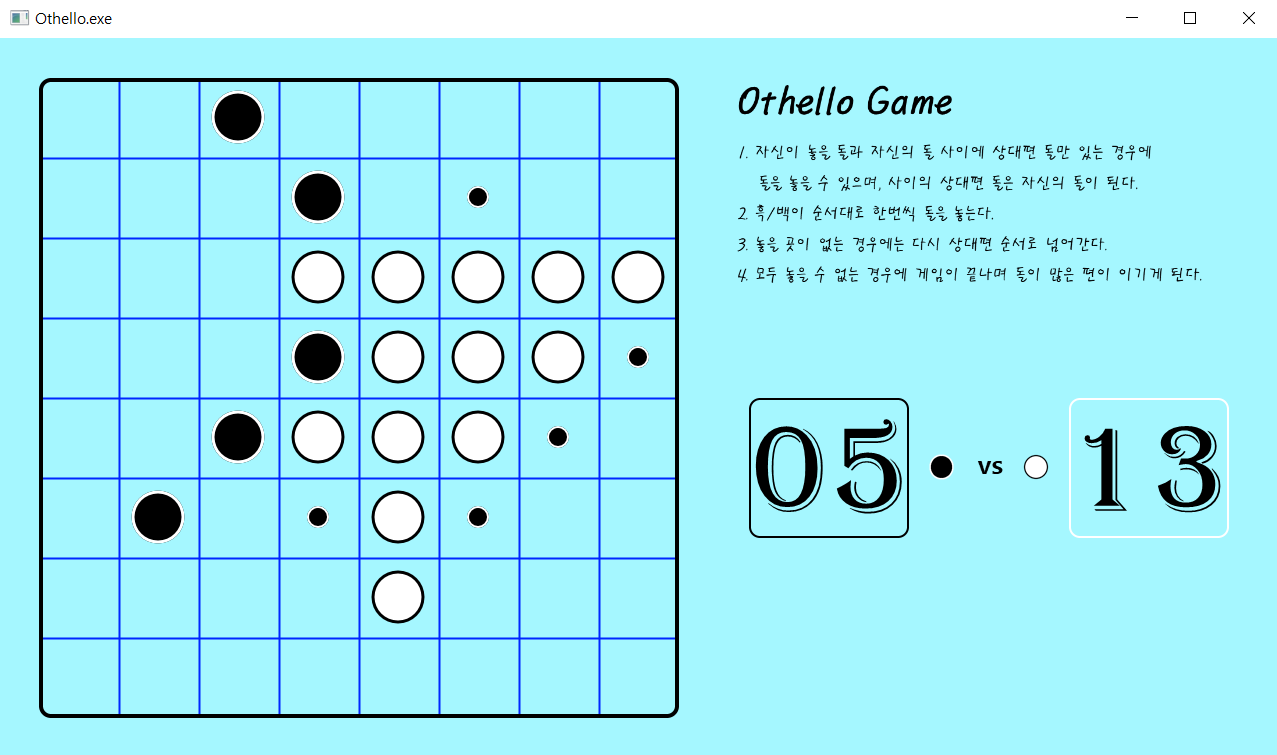 Othello.exe
Othello Game
1. 자신이 놓을 돌과 자신의 돌 사이에 상대편 돌만 있는 경우에
돌을 놓을 수 있으며, 사이의 상대편 돌은 자신의 돌이 된다.
2. 흑/백이 순서대로 한번씩 돌을 놓는다.
3. 놓을 곳이 없는 경우에는 다시 상대편 순서로 넘어간다.
4. 모두 놓을 수 없는 경우에 게임이 끝나며 돌이 많은 편이 이기게 된다.
05 vs 13